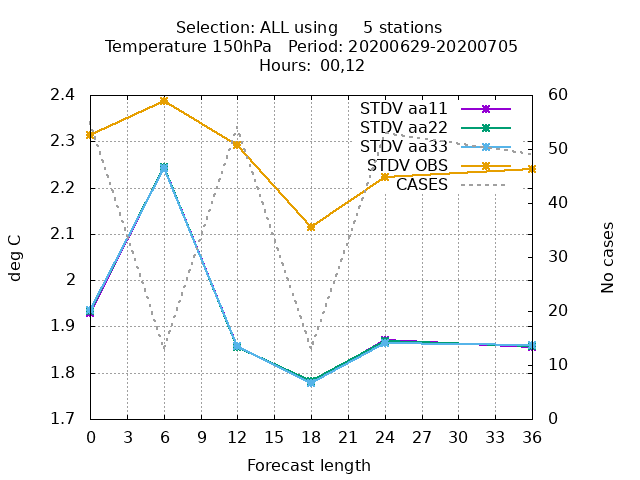 Selection: ALL using     5 stations
Temperature 150hPa   Period: 20200629-20200705
Hours:  00,12
2.4
2.3
2.2
2.1
2
1.9
1.8
1.7
deg C
60
50
40
30
20
10
0
No cases
STDV aa11
STDV aa22
STDV aa33
STDV OBS
CASES
0 3 6 9 12 15 18 21 24 27 30 33 36
Forecast length